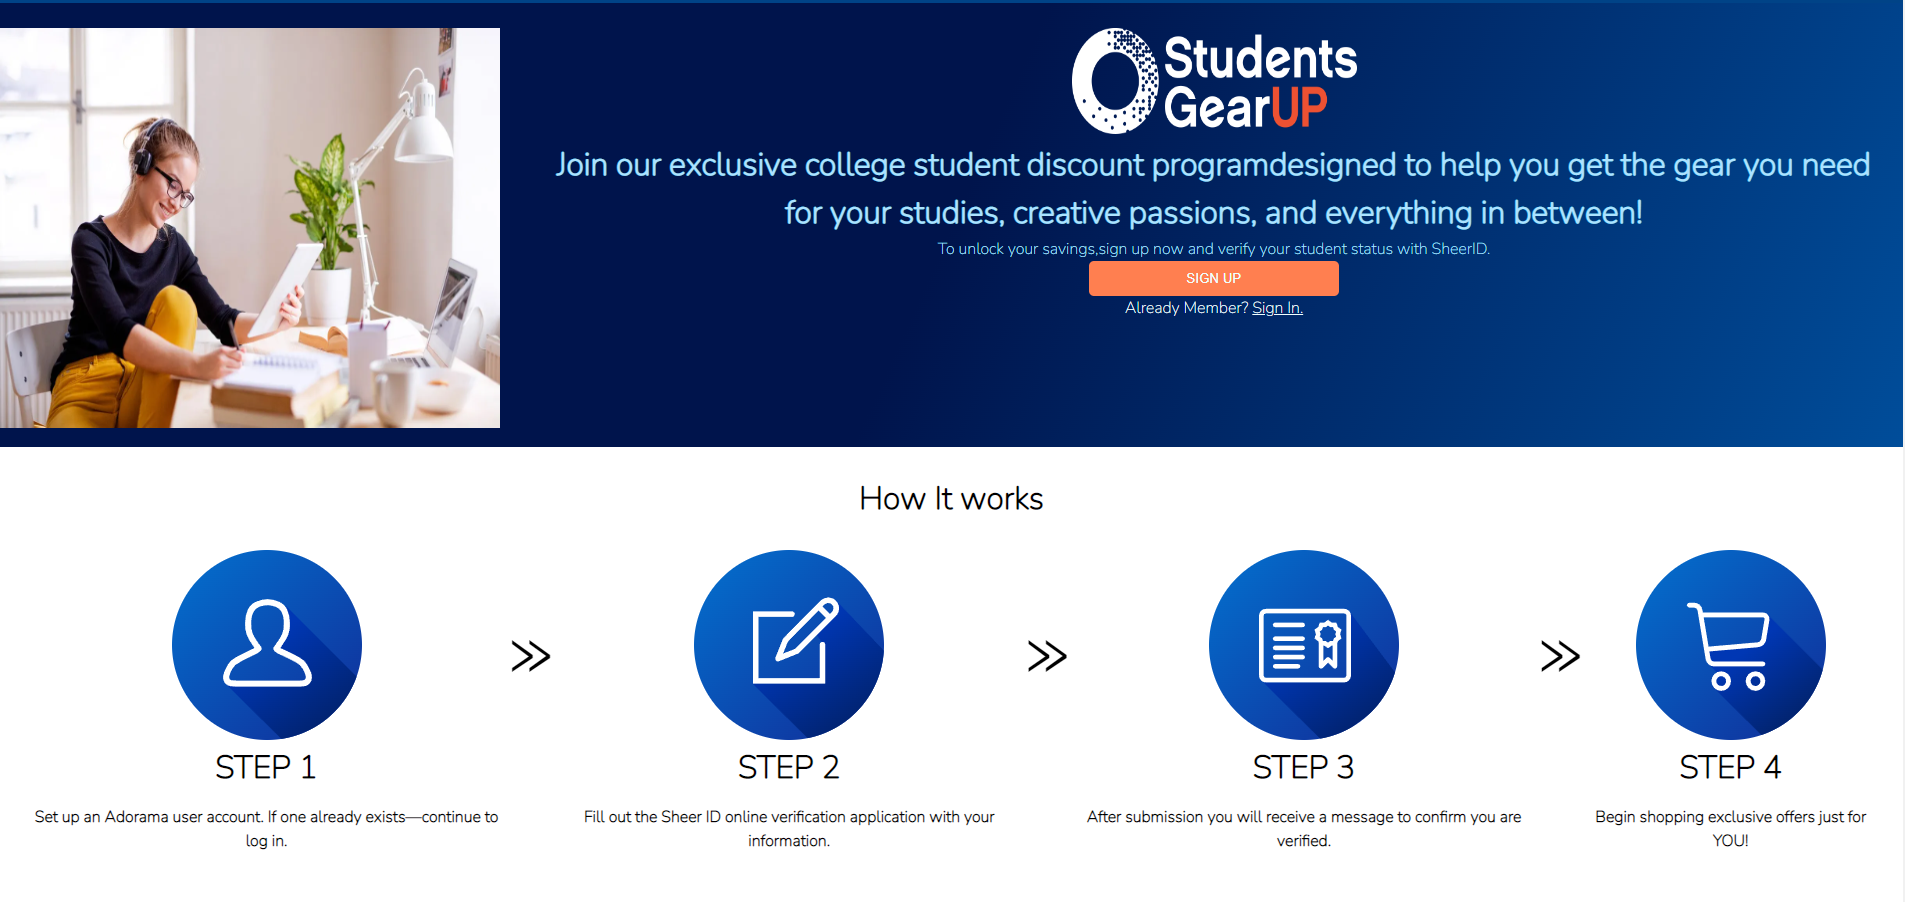 Students
GearUP
Join our exclusive college student discount programdesigned to help you get the gear you need
for your studies, creative passions, and everything in between!
To unlock your savings,sign up now and verify your student status with SheerID.
SIGN UP
Already Member? Sign In.
How It works
STEP 1
Set up an Adorama user account. If one already exists—continue to
log in.
STEP 2
Fill out the Sheer ID online verification application with your
information.
STEP 3
After submission you will receive a message to confirm you are
verified.
STEP 4
Begin shopping exclusive offers just for
YOU!